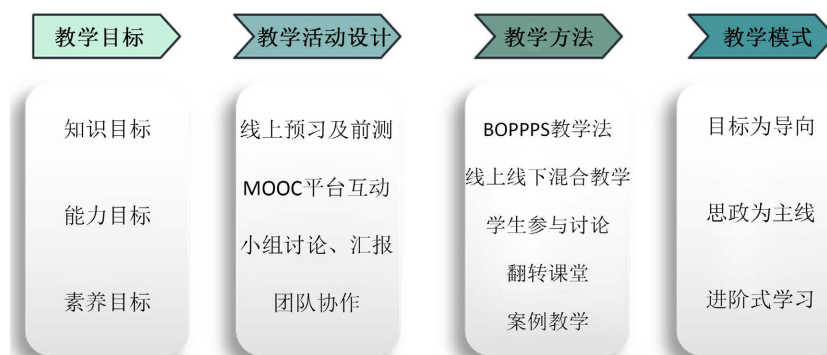 教学目标
知识目标
能力目标
素养目标
教学活动设计
线上预习及前测
MOOC平台互动
小组讨论、汇报
团队协作
教学方法
BOPPPS教学法
线上线下混合教学
学生参与讨论
翻转课堂
案例教学
教学模式
目标为导向
思政为主线
进阶式学习